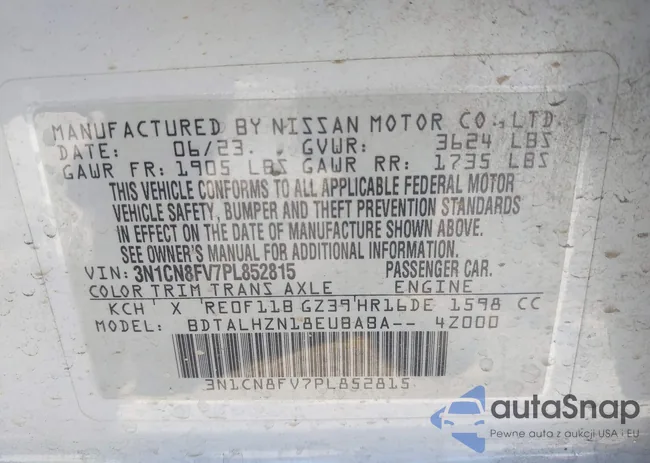 MANUFACTURED BY NISSAN MOTOR CO., LTD.
DATE: 06/23 GVWR: 3624 LBS
GAWR FR: 1905 LBS GAWR RR: 1735 LBS
THIS VEHICLE CONFORMS TO ALL APPLICABLE FEDERAL MOTOR
VEHICLE SAFETY, BUMPER AND THEFT PREVENTION STANDARDS
IN EFFECT ON THE DATE OF MANUFACTURE SHOWN ABOVE.
SEE OWNER'S MANUAL FOR ADDITIONAL INFORMATION.
VIN: 3N1CN8FV7PL852815 PASSENGER CAR.
COLOR TRIM TRANS AXLE ENGINE
KCH X RE0F11B GZ39 HR16DE 1598 CC
MODEL: BDTALHZN18EUBABA-- 4Z000
3N1CN8FV7PL852815
autoSnap
Pewne auta z aukcji USA i EU